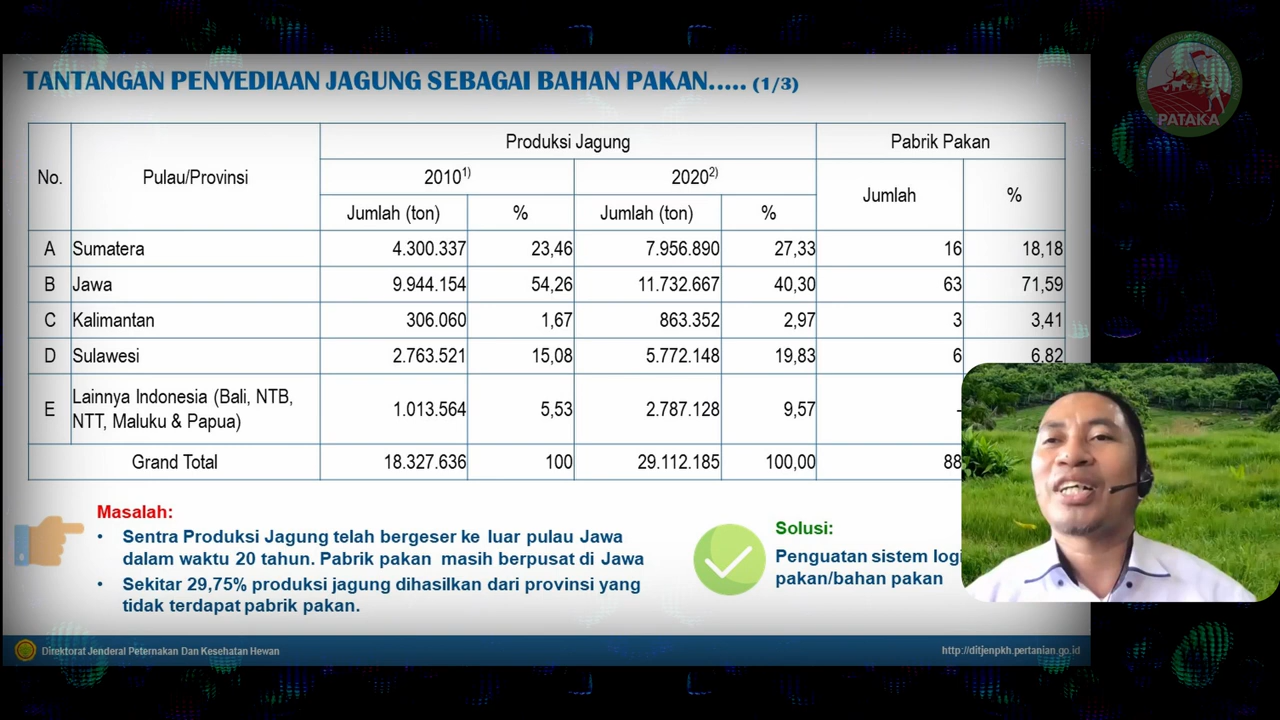 TANTANGAN PENYEDIAAN JAGUNG SEBAGAI BAHAN PAKAN..... (1/3)
PATAKA
No. Pulau/Provinsi Produksi Jagung Pabrik Pakan
2010¹⁾ 2020²⁾ Jumlah %
Jumlah (ton) % Jumlah (ton) %
A Sumatera 4.300.337 23,46 7.956.890 27,33 16 18,18
B Jawa 9.944.154 54,26 11.732.667 40,30 63 71,59
C Kalimantan 306.060 1,67 863.352 2,97 3 3,41
D Sulawesi 2.763.521 15,08 5.772.148 19,83 6 6,82
E Lainnya Indonesia (Bali, NTB, NTT, Maluku & Papua) 1.013.564 5,53 2.787.128 9,57 -
Grand Total 18.327.636 100 29.112.185 100,00 88
Masalah:
• Sentra Produksi Jagung telah bergeser ke luar pulau Jawa
dalam waktu 20 tahun. Pabrik pakan masih berpusat di Jawa
• Sekitar 29,75% produksi jagung dihasilkan dari provinsi yang
tidak terdapat pabrik pakan.
Solusi:
Penguatan sistem logi
pakan/bahan pakan
Direktorat Jenderal Peternakan Dan Kesehatan Hewan
http://ditjenpkh.pertanian.go.id